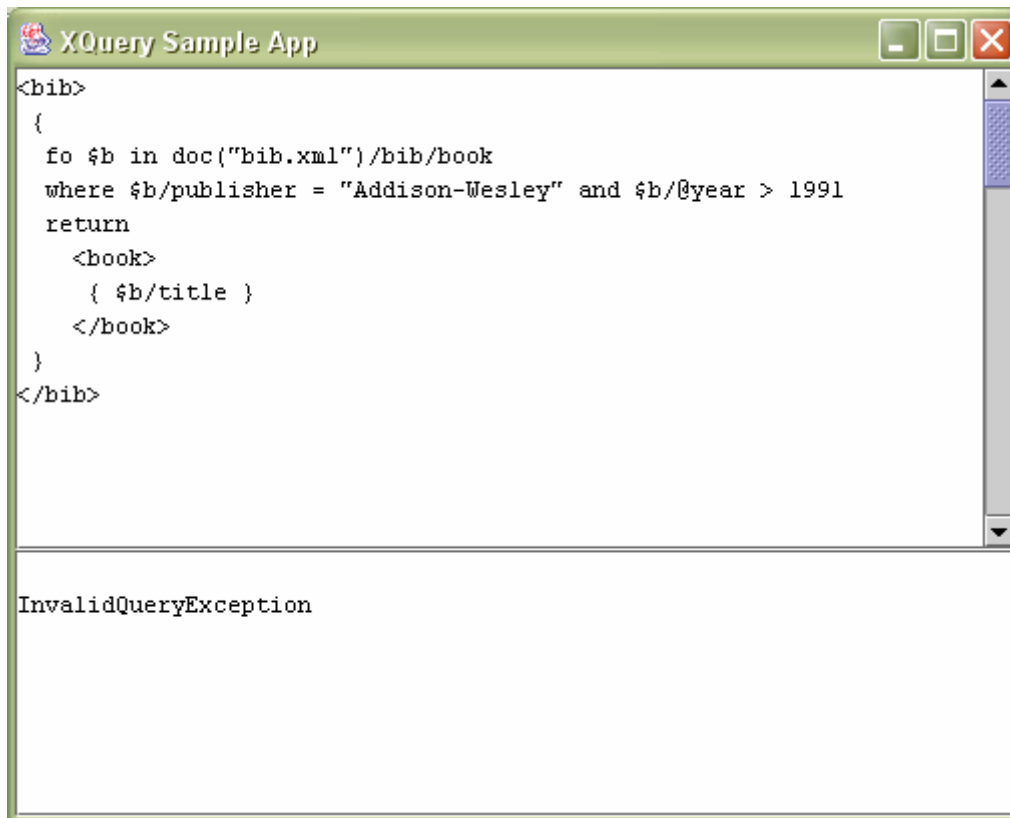 XQuery Sample App
<bib>
{
fo $b in doc("bib.xml")/bib/book
where $b/publisher = "Addison-Wesley" and $b/@year > 1991
return
<book>
{ $b/title }
</book>
}
</bib>
InvalidQueryException